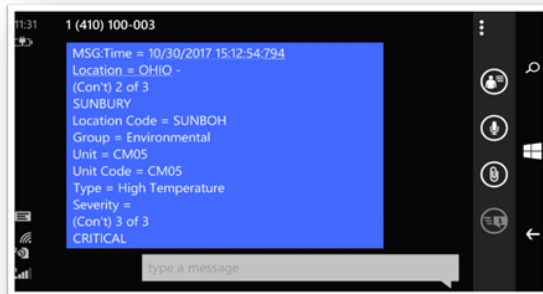 11:31
1 (410) 100-003
MSG:Time = 10/30/2017 15:12:54:794
Location = OHIO -
(Con't) 2 of 3
SUNBURY
Location Code = SUNBOH
Group = Environmental
Unit = CM05
Unit Code = CM05
Type = High Temperature
Severity =
(Con't) 3 of 3
CRITICAL
type a message